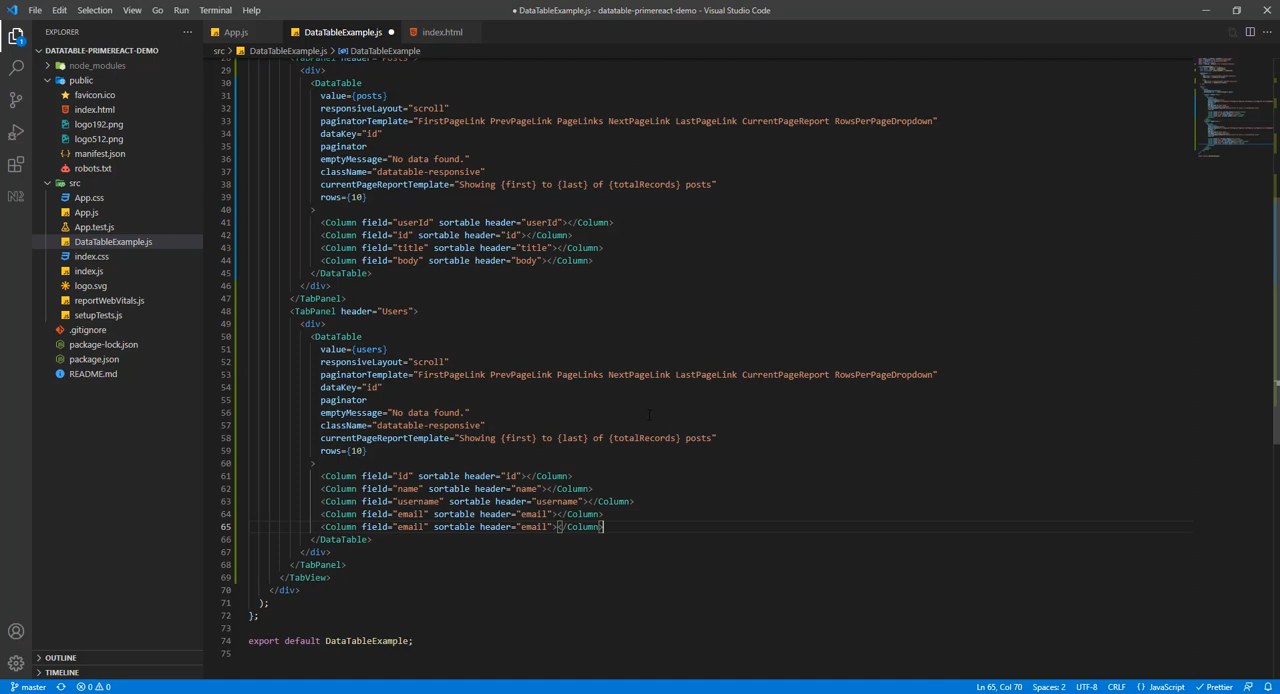 File Edit Selection View Go Run Terminal Help
● DataTableExample.js - datatable-primereact-demo - Visual Studio Code
EXPLORER
App.js DataTableExample.js ● index.html
DATATABLE-PRIMEREACT-DEMO
src > DataTableExample.js > DataTableExample
node_modules
public
favicon.ico
index.html
logo192.png
logo512.png
manifest.json
robots.txt
src
App.css
App.js
App.test.js
DataTableExample.js
index.css
index.js
logo.svg
reportWebVitals.js
setupTests.js
.gitignore
package-lock.json
package.json
README.md
OUTLINE
TIMELINE
28 <TabPanel header="Posts">
29 <div>
30 <DataTable
31 value={posts}
32 responsiveLayout="scroll"
33 paginatorTemplate="FirstPageLink PrevPageLink PageLinks NextPageLink LastPageLink CurrentPageReport RowsPerPageDropdown"
34 dataKey="id"
35 paginator
36 emptyMessage="No data found."
37 className="datatable-responsive"
38 currentPageReportTemplate="Showing {first} to {last} of {totalRecords} posts"
39 rows={10}
40 >
41 <Column field="userId" sortable header="userId"></Column>
42 <Column field="id" sortable header="id"></Column>
43 <Column field="title" sortable header="title"></Column>
44 <Column field="body" sortable header="body"></Column>
45 </DataTable>
46 </div>
47 </TabPanel>
48 <TabPanel header="Users">
49 <div>
50 <DataTable
51 value={users}
52 responsiveLayout="scroll"
53 paginatorTemplate="FirstPageLink PrevPageLink PageLinks NextPageLink LastPageLink CurrentPageReport RowsPerPageDropdown"
54 dataKey="id"
55 paginator
56 emptyMessage="No data found."
57 className="datatable-responsive"
58 currentPageReportTemplate="Showing {first} to {last} of {totalRecords} posts"
59 rows={10}
60 >
61 <Column field="id" sortable header="id"></Column>
62 <Column field="name" sortable header="name"></Column>
63 <Column field="username" sortable header="username"></Column>
64 <Column field="email" sortable header="email"></Column>
65 <Column field="email" sortable header="email"></Column>
66 </DataTable>
67 </div>
68 </TabPanel>
69 </TabView>
70 </div>
71 );
72 };
73
74 export default DataTableExample;
75
master 0 0 Ln 65, Col 70 Spaces: 2 UTF-8 CRLF {} JavaScript Prettier